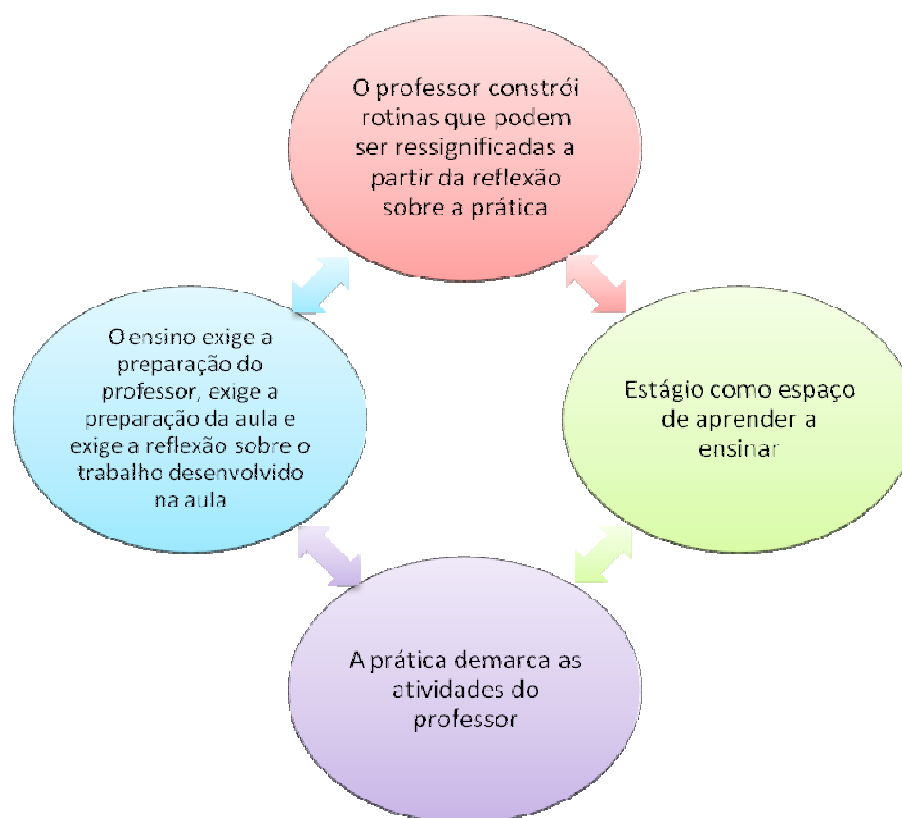 O professor constrói
rotinas que podem
ser ressignificadas a
partir da reflexão
sobre a prática
O ensino exige a
preparação do
professor, exige a
preparação da aula e
exige a reflexão sobre o
trabalho desenvolvido
na aula
Estágio como espaço
de aprender a
ensinar
A prática demarca as
atividades do
professor